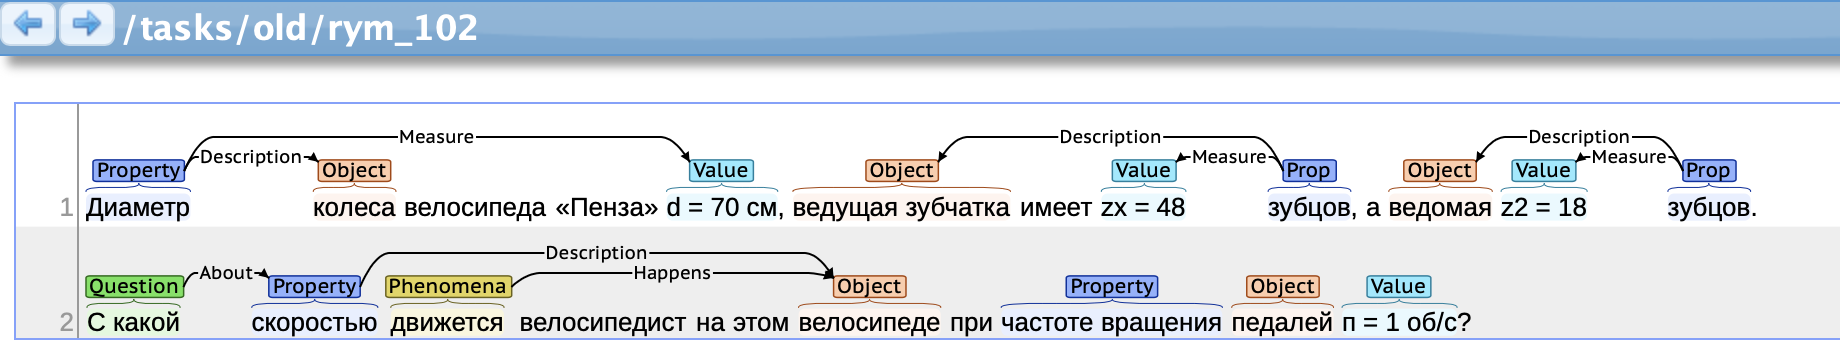 /tasks/old/rym_102
Measure Description Description
Description Measure Measure
Property Object Value Object Value Prop Object Value Prop
1 Диаметр колеса велосипеда «Пенза» d = 70 см, ведущая зубчатка имеет zx = 48 зубцов, а ведомая z2 = 18 зубцов.
Description
About Happens
Question Property Phenomena Object Property Object Value
2 С какой скоростью движется велосипедист на этом велосипеде при частоте вращения педалей п = 1 об/с?